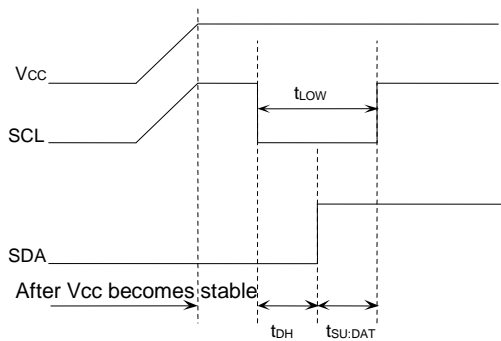 Vcc
tLOW
SCL
SDA
After Vcc becomes stable
tDH
tSU:DAT